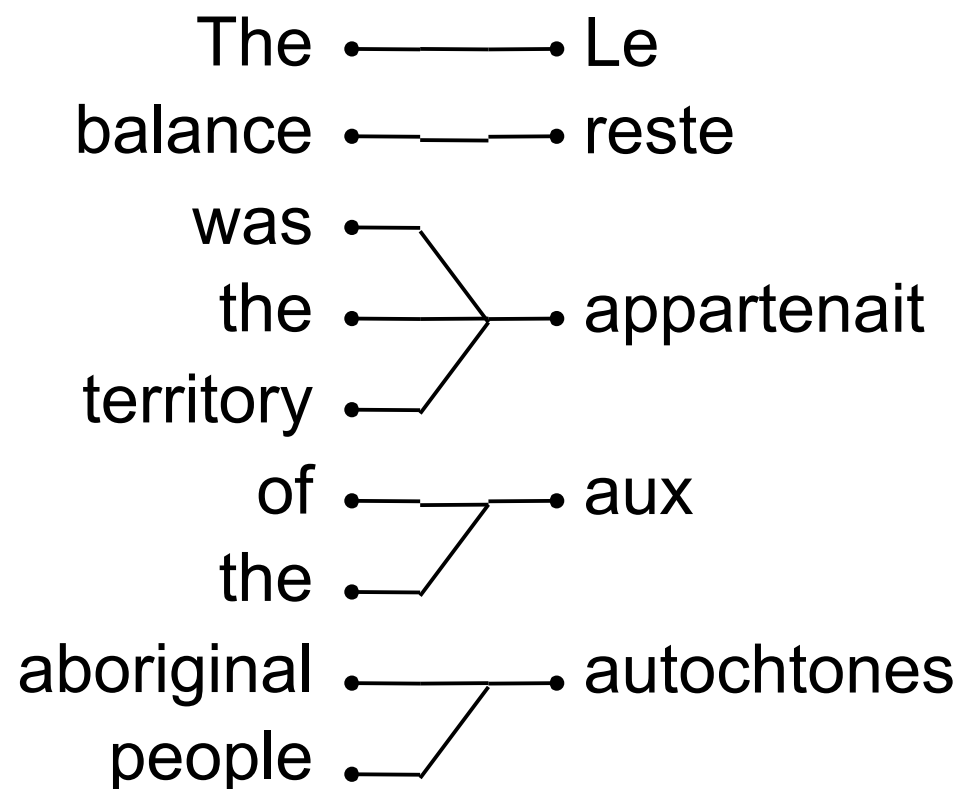 The Le
balance reste
was
the appartenait
territory
of aux
the
aboriginal autochtones
people